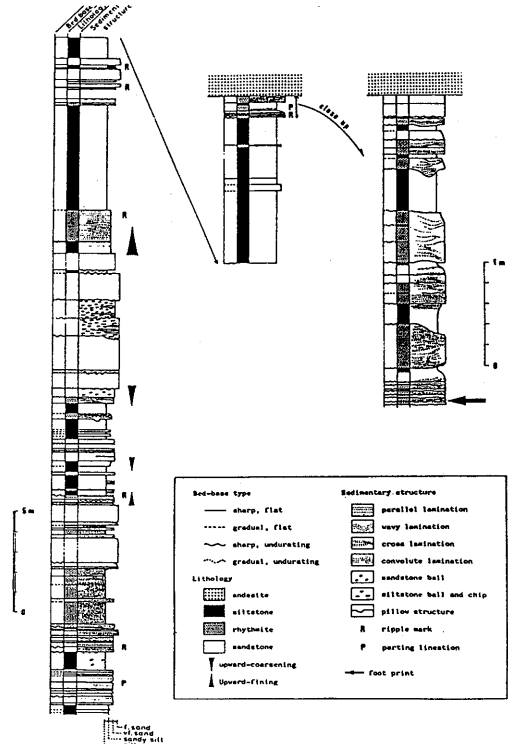 Bed-base
Lithology
Sediment
structure
R
R
R
R
R
P
P
R
close up
1 m
0
5 m
0
f. sand
vf. sand
sandy silt
Bed-base type
sharp, flat
gradual, flat
sharp, undurating
gradual, undurating
Lithology
andesite
siltstone
rhythmite
sandstone
upward-coarsening
Upward-fining
Sedimentary structure
parallel lamination
wavy lamination
cross lamination
convolute lamination
sandstone ball
siltstone ball and chip
pillow structure
R ripple mark
P parting lineation
foot print